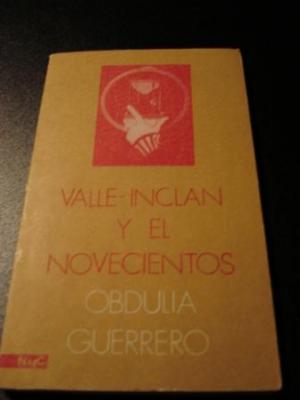 VALLE-INCLAN
Y EL
NOVECIENTOS
OBDULIA
GUERRERO